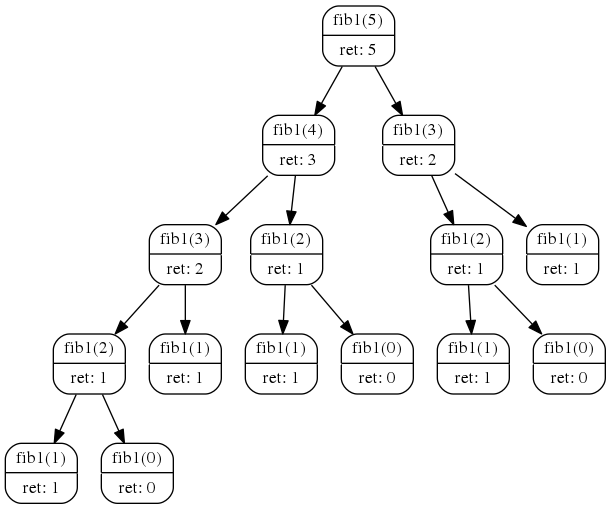 fib1(5)
ret: 5
fib1(4)
ret: 3
fib1(3)
ret: 2
fib1(3)
ret: 2
fib1(2)
ret: 1
fib1(2)
ret: 1
fib1(1)
ret: 1
fib1(2)
ret: 1
fib1(1)
ret: 1
fib1(1)
ret: 1
fib1(0)
ret: 0
fib1(1)
ret: 1
fib1(0)
ret: 0
fib1(1)
ret: 1
fib1(0)
ret: 0